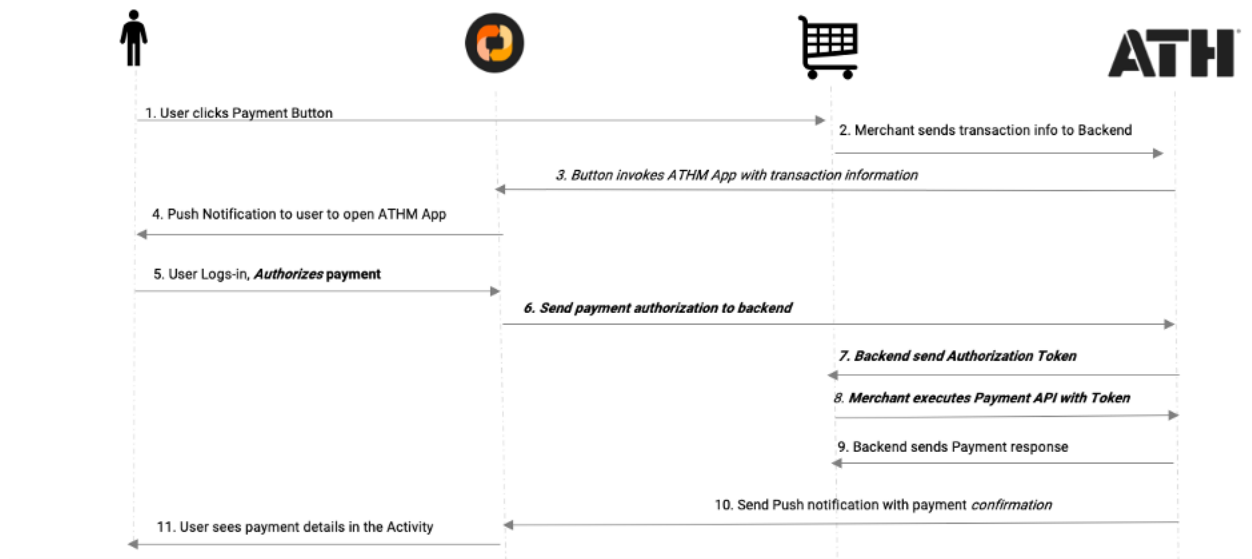 ATH
1. User clicks Payment Button
2. Merchant sends transaction info to Backend
3. Button invokes ATHM App with transaction information
4. Push Notification to user to open ATHM App
5. User Logs-in, Authorizes payment
6. Send payment authorization to backend
7. Backend send Authorization Token
8. Merchant executes Payment API with Token
9. Backend sends Payment response
10. Send Push notification with payment confirmation
11. User sees payment details in the Activity